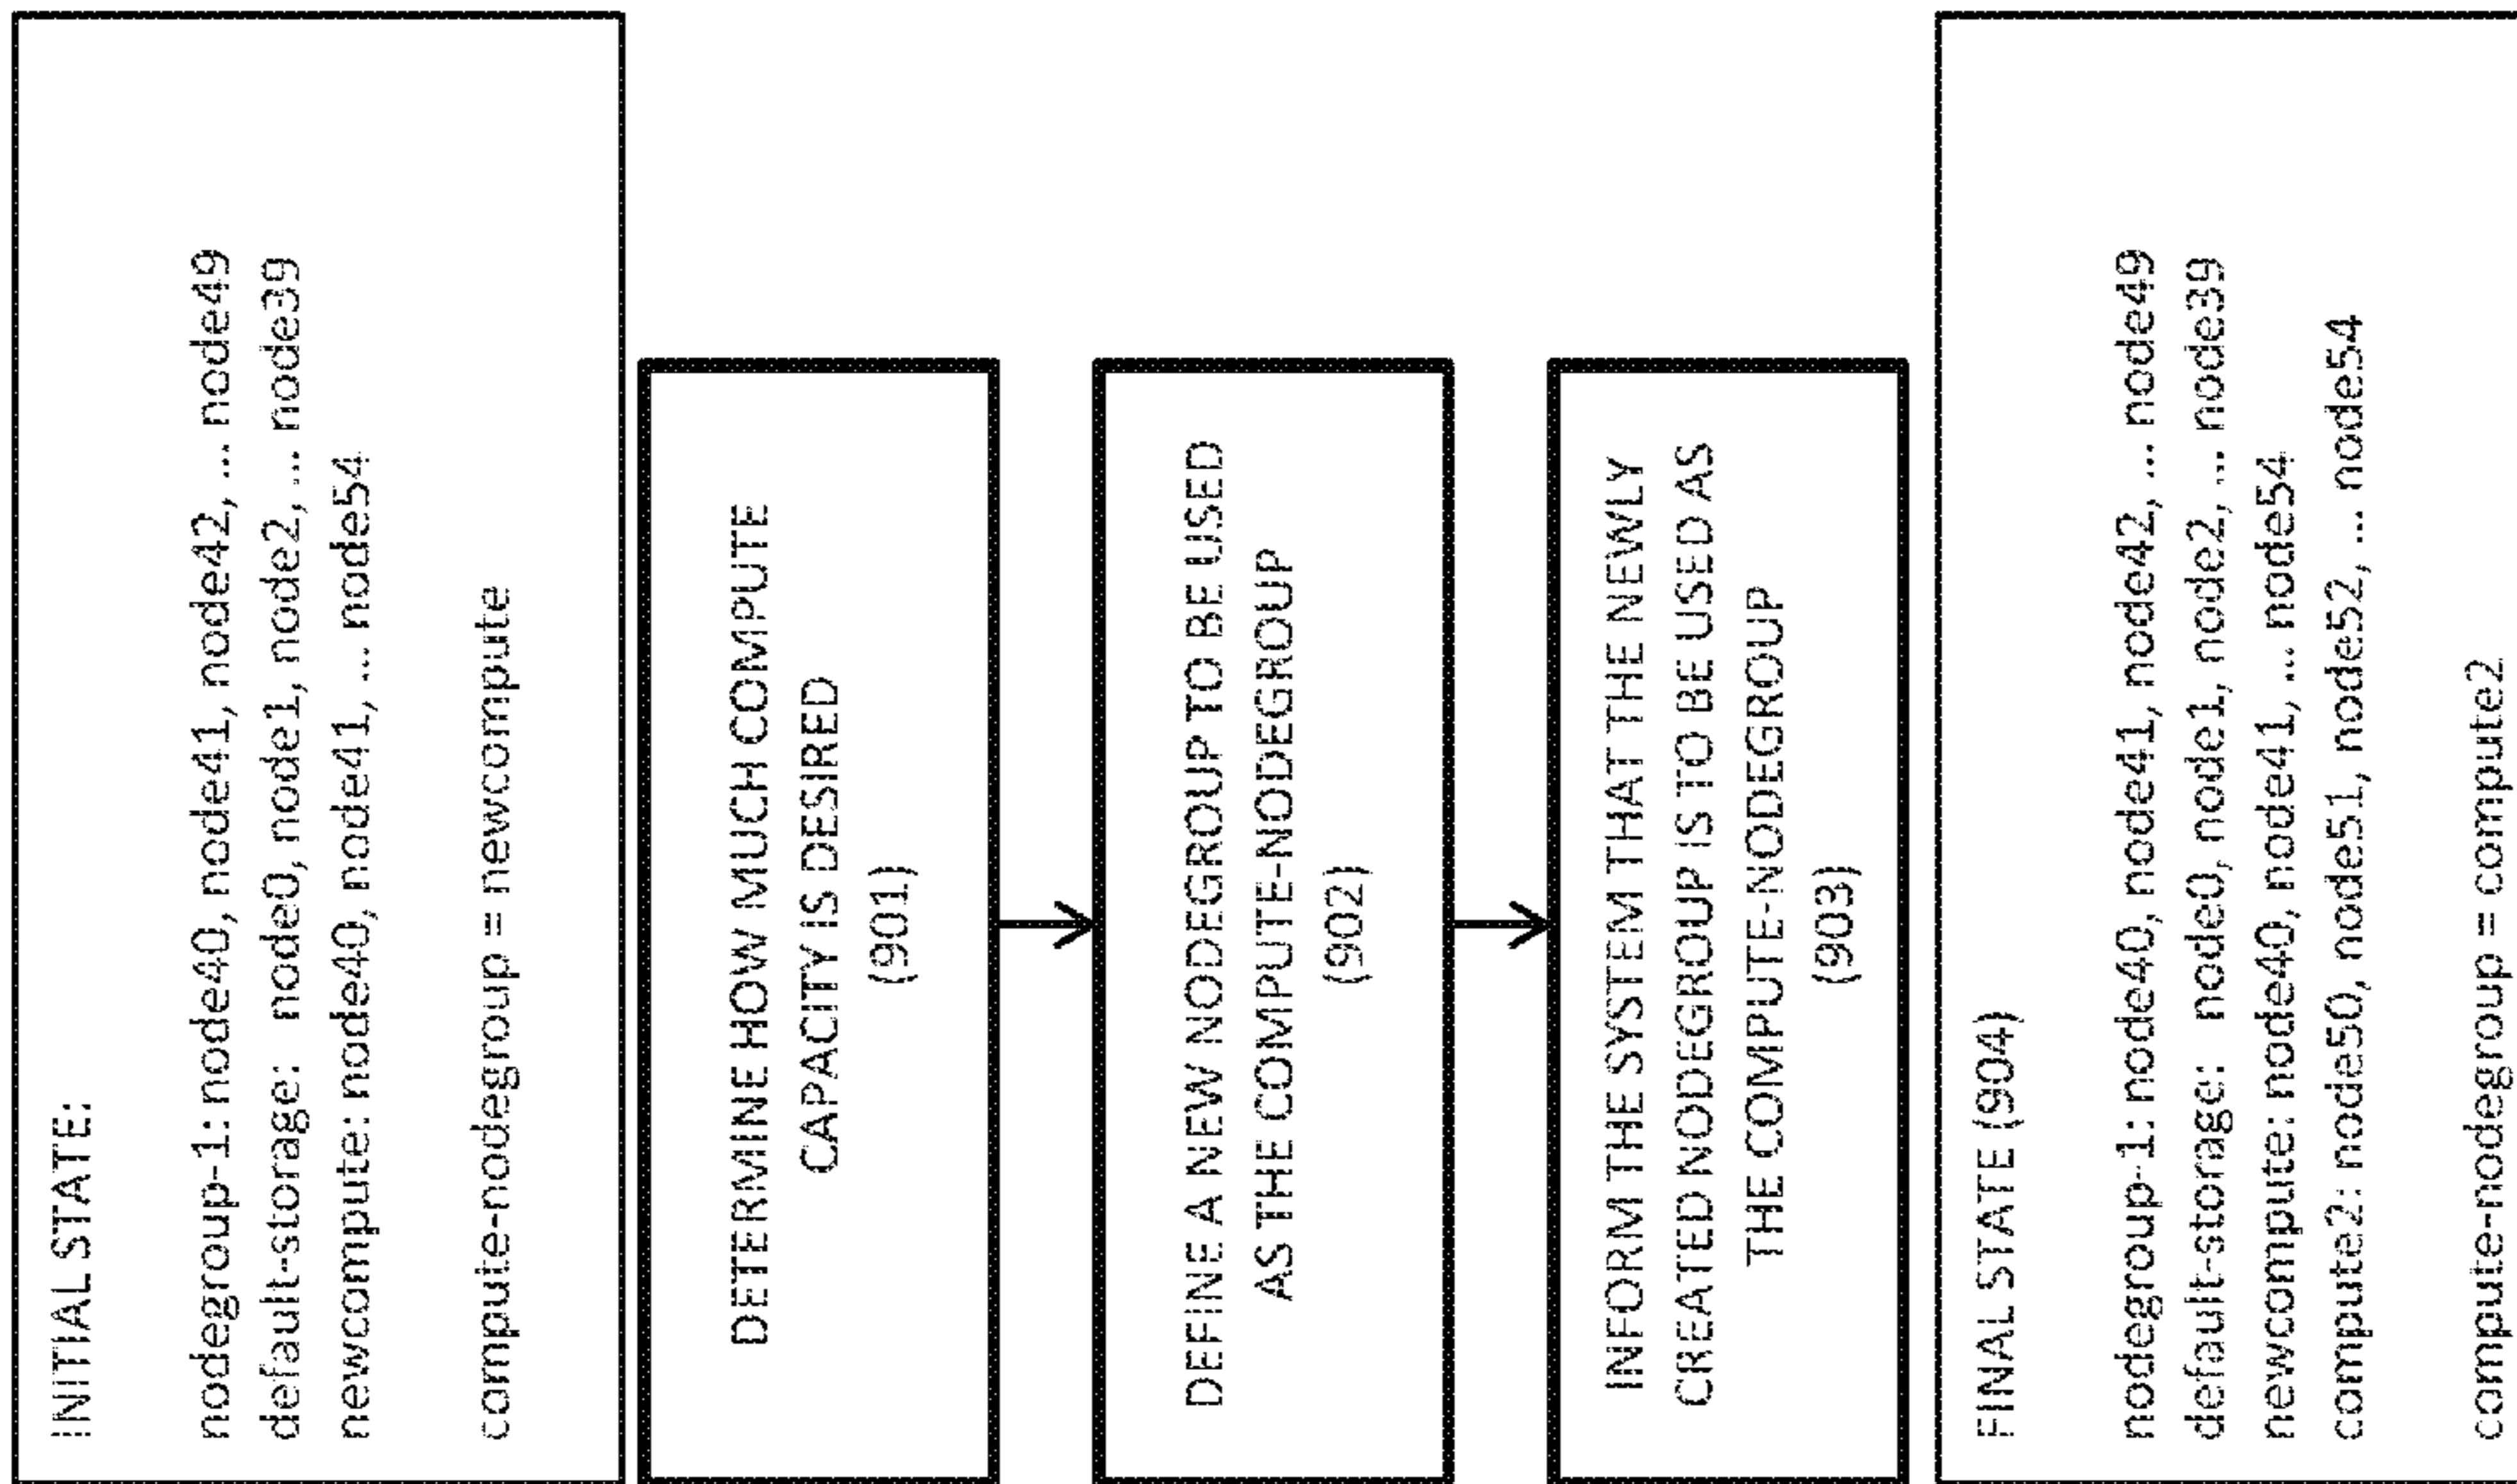 INITIAL STATE:
nodegroup-1: node40, node41, node42, ... node49
default-storage: node0, node1, node2, ... node39
newcompute: node40, node41, ... node54
compute-nodegroup = newcompute
DETERMINE HOW MUCH COMPUTE
CAPACITY IS DESIRED
(901)
DEFINE A NEW NODEGROUP TO BE USED
AS THE COMPUTE-NODEGROUP
(902)
INFORM THE SYSTEM THAT THE NEWLY
CREATED NODEGROUP IS TO BE USED AS
THE COMPUTE-NODEGROUP
(903)
FINAL STATE (904)
nodegroup-1: node40, node41, node42, ... node49
default-storage: node0, node1, node2, ... node39
newcompute: node40, node41, ... node54
compute2: node50, node51, node52, ... node54
compute-nodegroup = compute2